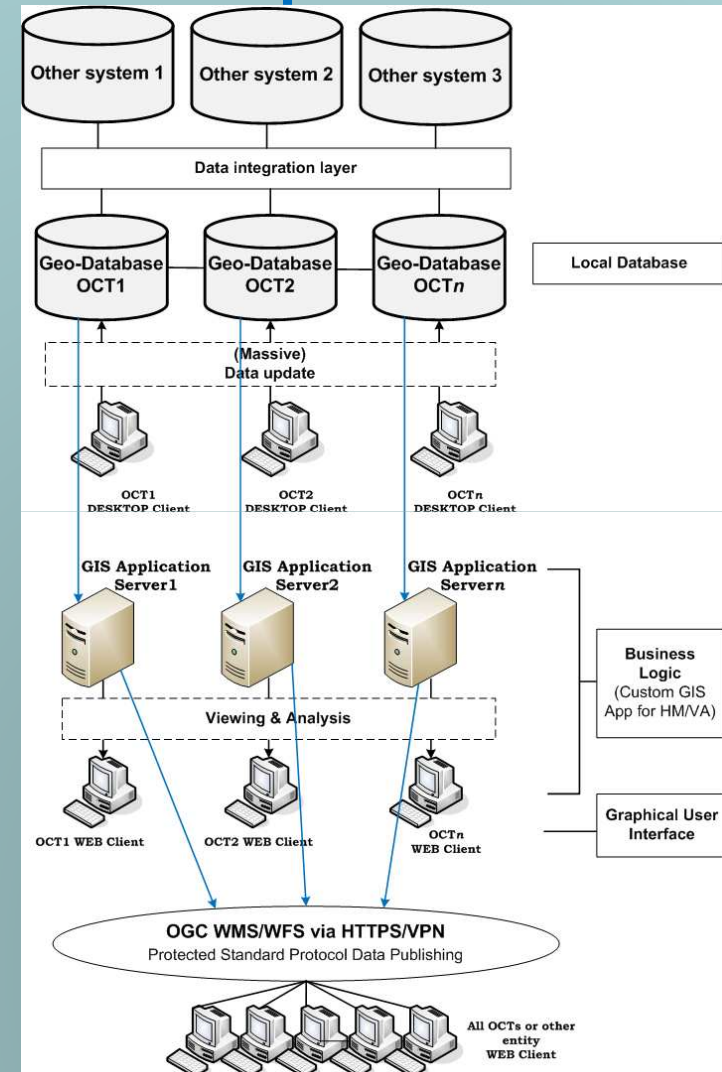 Other system 1
Other system 2
Other system 3
Data integration layer
Geo-Database
OCT1
Geo-Database
OCT2
Geo-Database
OCTn
Local Database
(Massive)
Data update
OCT1
DESKTOP Client
OCT2
DESKTOP Client
OCTn
DESKTOP Client
GIS Application
Server1
GIS Application
Server2
GIS Application
Servern
Business
Logic
(Custom GIS
App for HM/VA)
Viewing & Analysis
OCT1 WEB Client
OCT2 WEB Client
OCTn
WEB Client
Graphical User
Interface
OGC WMS/WFS via HTTPS/VPN
Protected Standard Protocol Data Publishing
All OCTs or other
entity
WEB Client